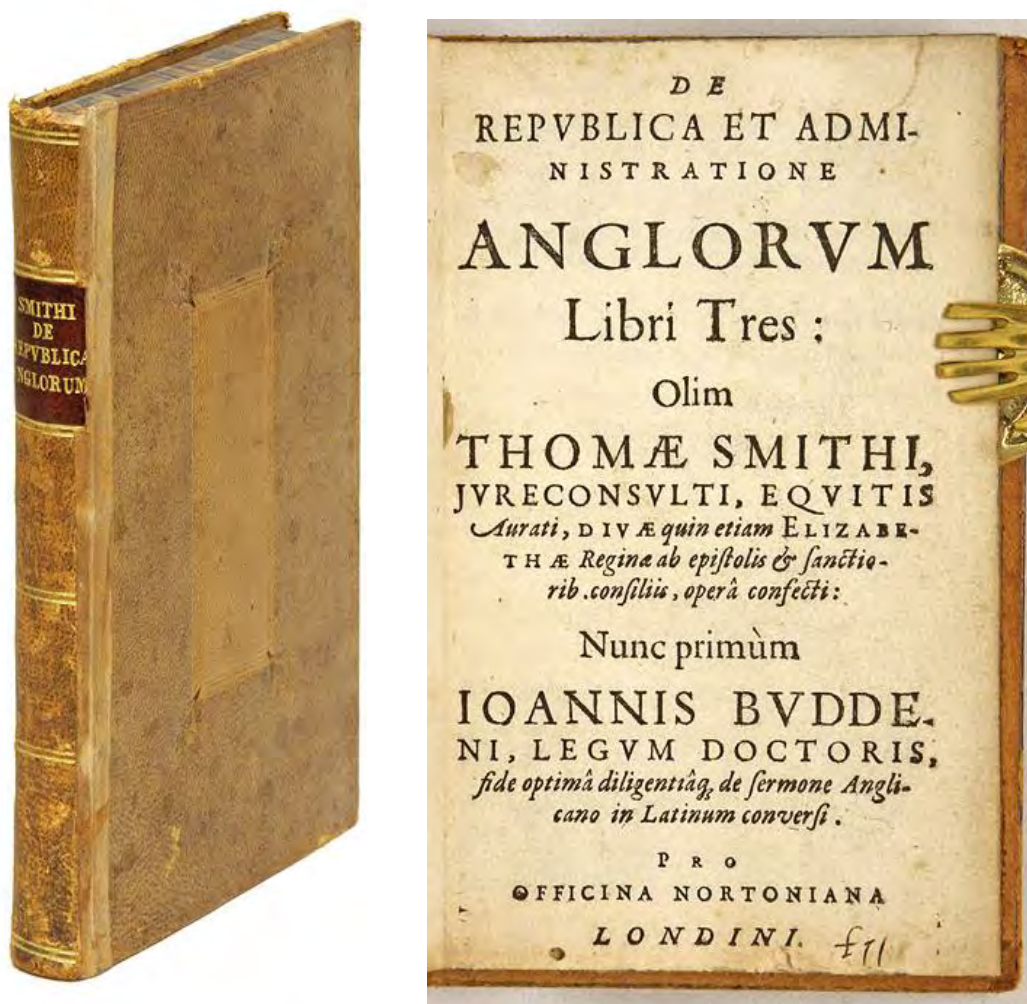 SMITHI
DE
REPVBLICA
ANGLORUM
DE
REPVBLICA ET ADMI-
NISTRATIONE
ANGLORVM
Libri Tres :
Olim
THOMÆ SMITHI,
JVRECONSVLTI, EQVITIS
Aurati, DIVÆ quin etiam ELIZABE-
THÆ Reginæ ab epiſtolis & ſanctio-
rib. conſiliis, operâ confecti:
Nunc primùm
IOANNIS BVDDE-
NI, LEGVM DOCTORIS,
fide optimâ diligentiâq; de ſermone Angli-
cano in Latinum converſi.
PRO
OFFICINA NORTONIANA
LONDINI.